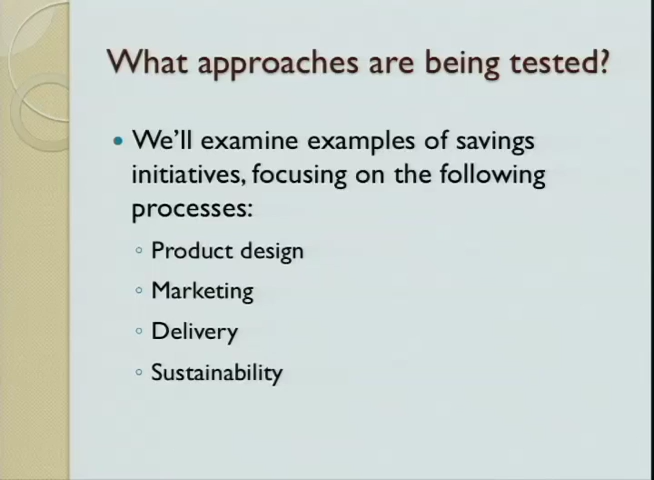 What approaches are being tested?
• We'll examine examples of savings
initiatives, focusing on the following
processes:
◦ Product design
◦ Marketing
◦ Delivery
◦ Sustainability